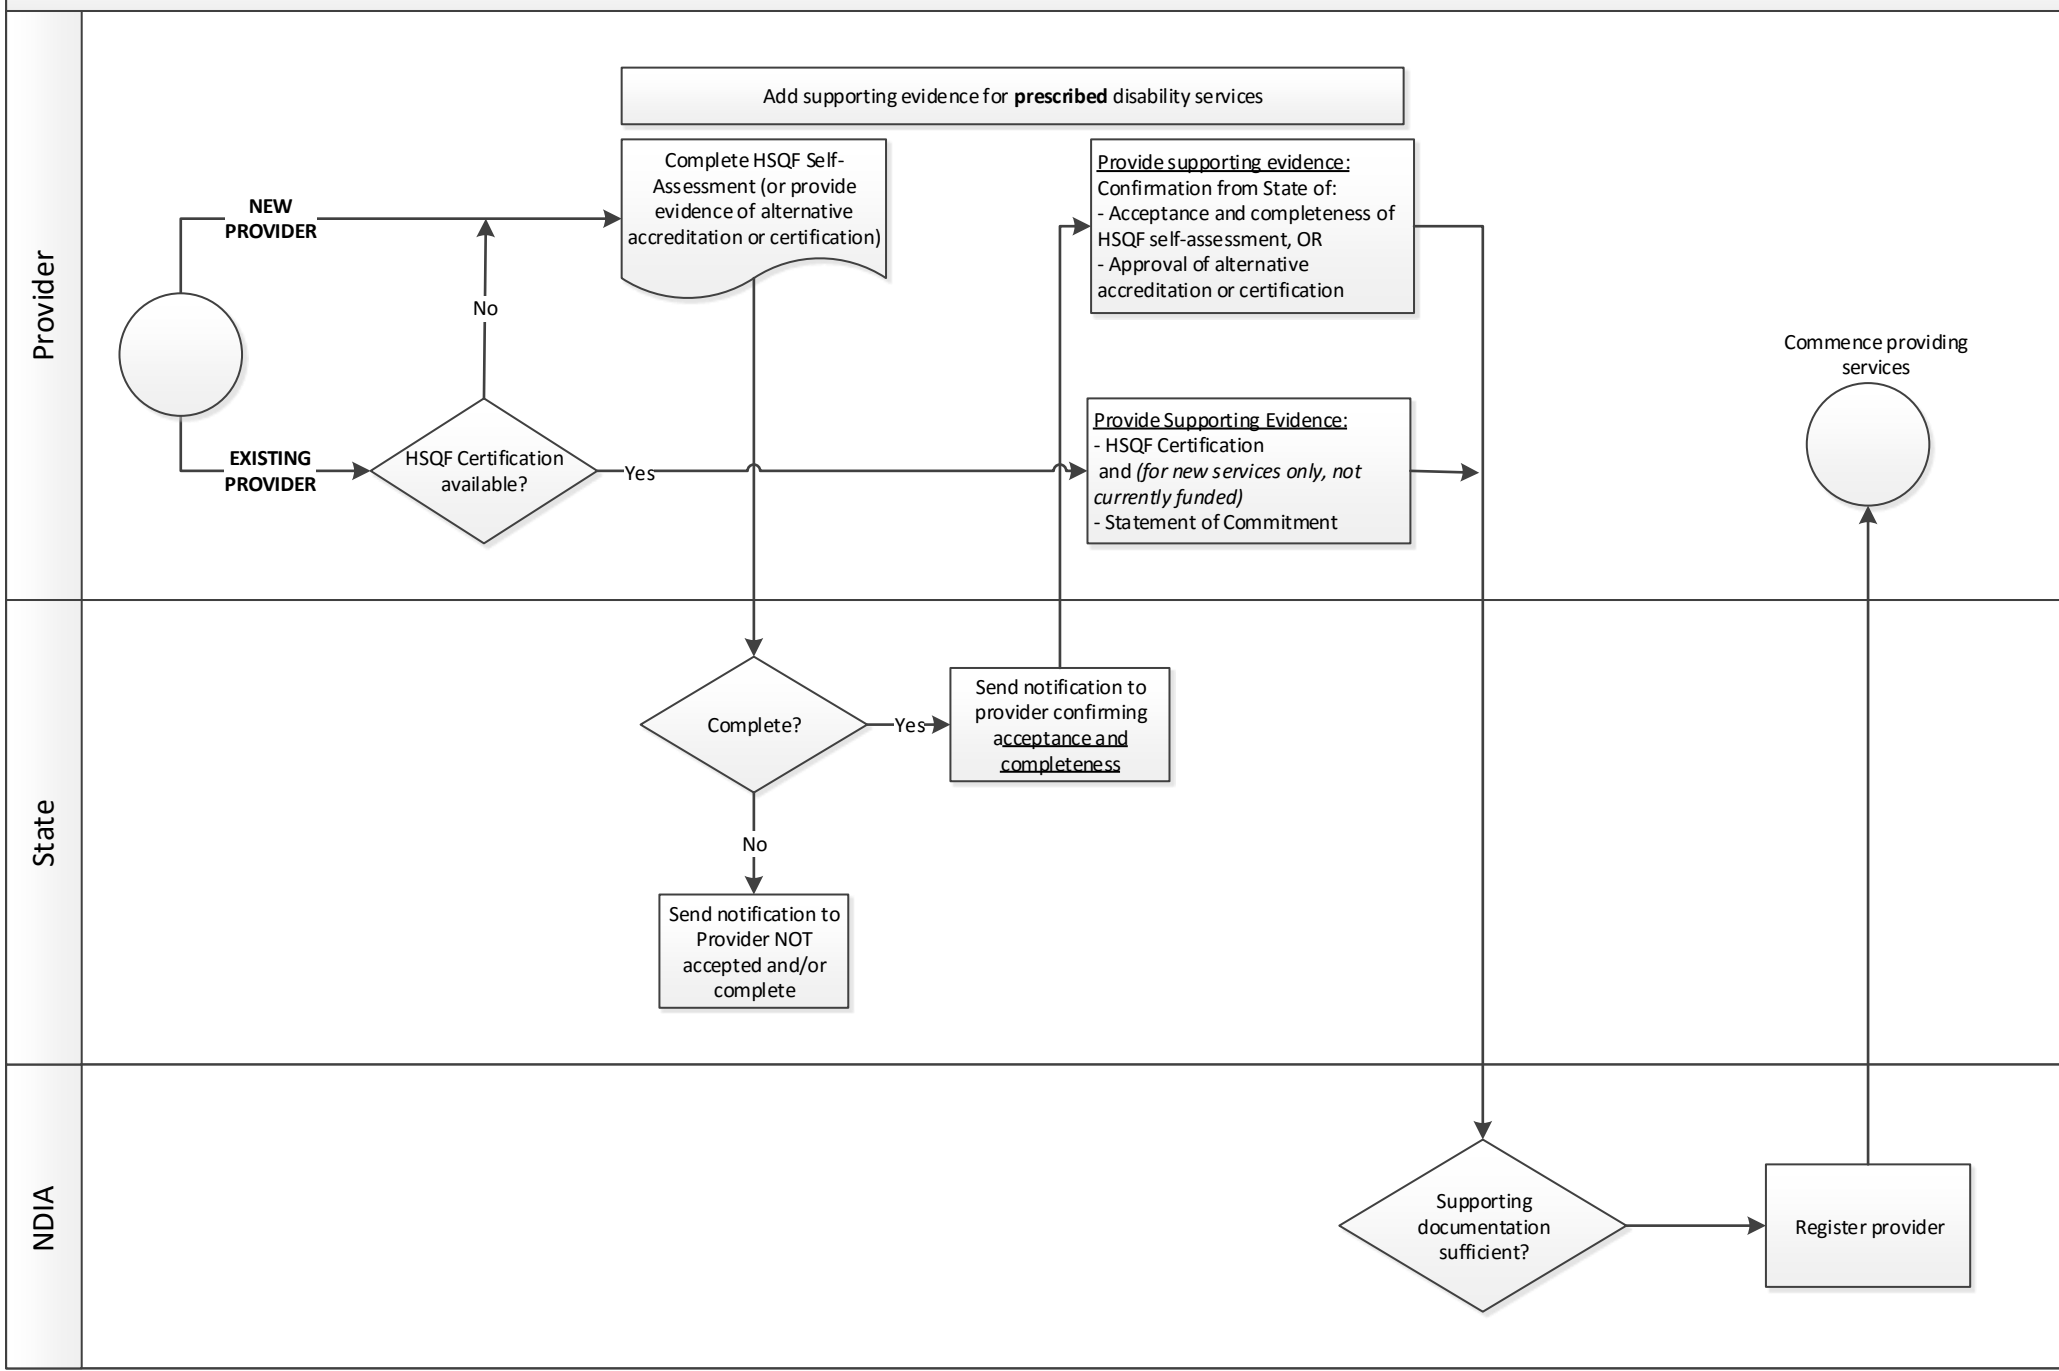 Provider
Add supporting evidence for prescribed disability services
NEW
PROVIDER
EXISTING
PROVIDER
HSQF Certification
available?
No
Yes
Complete HSQF Self-
Assessment (or provide
evidence of alternative
accreditation or certification)
Provide supporting evidence:
Confirmation from State of:
- Acceptance and completeness of
HSQF self-assessment, OR
- Approval of alternative
accreditation or certification
Provide Supporting Evidence:
- HSQF Certification
and (for new services only, not
currently funded)
- Statement of Commitment
Commence providing
services
State
Complete?
Yes
Send notification to
provider confirming
acceptance and
completeness
No
Send notification to
Provider NOT
accepted and/or
complete
NDIA
Supporting
documentation
sufficient?
Register provider